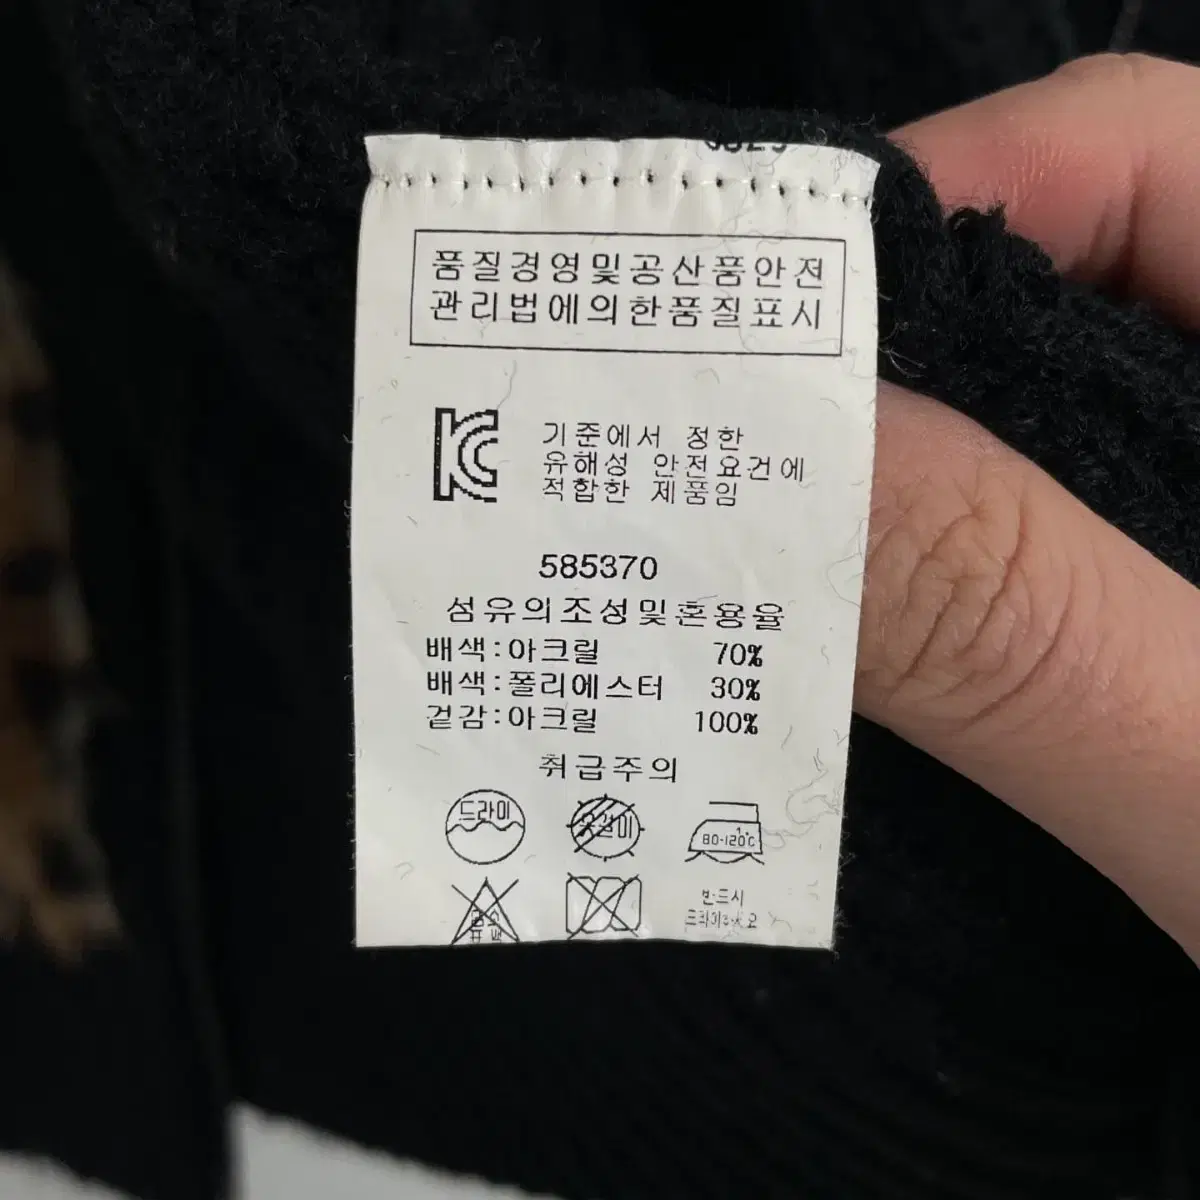 품질경영및공산품안전
관리법에의한품질표시
기준에서 정한
유해성 안전요건에
적합한 제품임
585370
섬유의조성및혼용율
배색:아크릴 70%
배색:폴리에스터 30%
겉감:아크릴 100%
취급주의
드라이
옷걸이
80-120°C
반드시